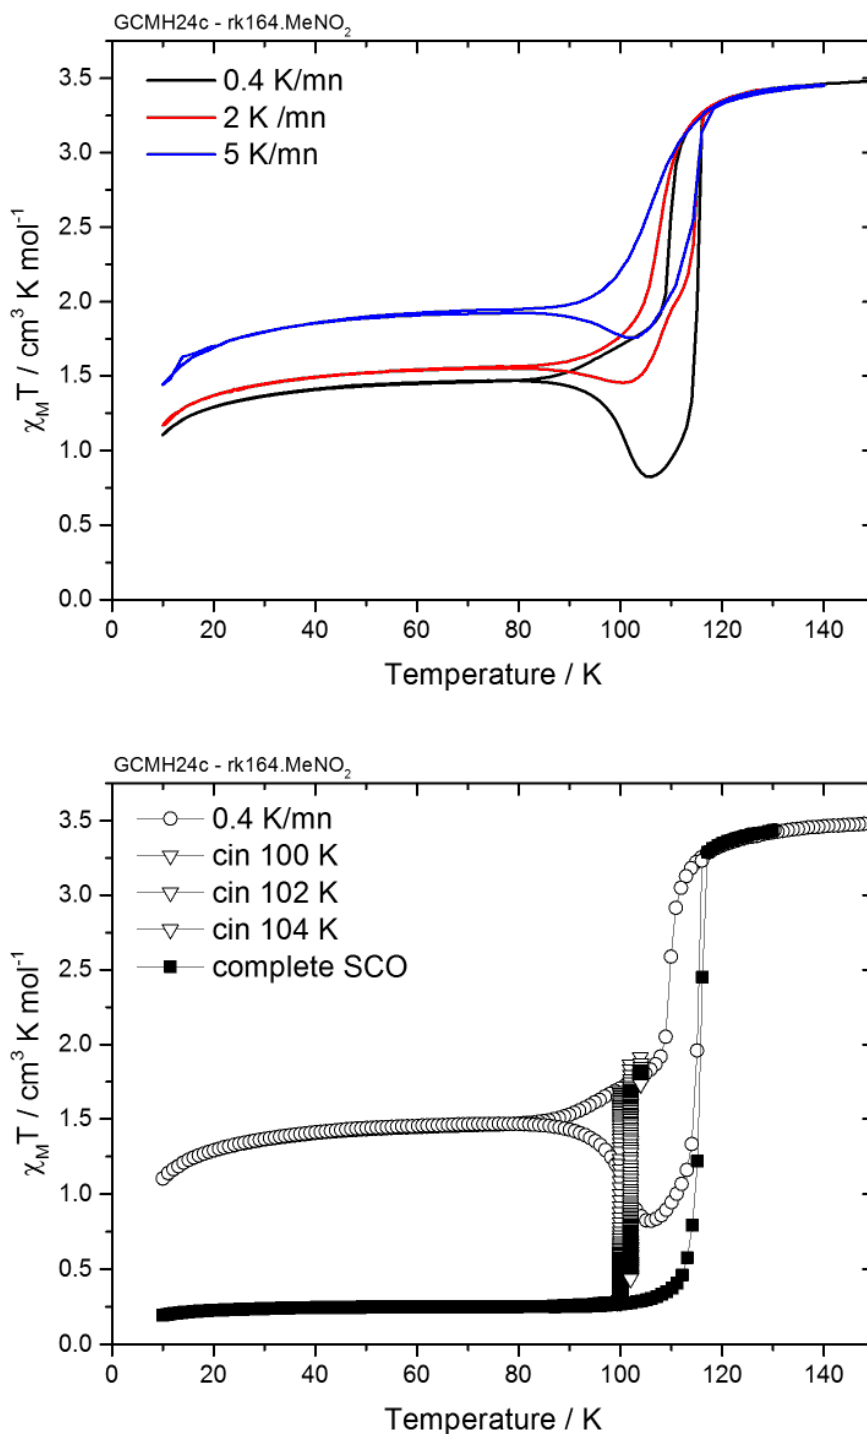 GCMH24c - rk164.MeNO₂
3.5
3.0
2.5
2.0
1.5
1.0
0.5
0.0
χ_MT / cm³ K mol⁻¹
0.4 K/mn
2 K /mn
5 K/mn
0 20 40 60 80 100 120 140
Temperature / K
GCMH24c - rk164.MeNO₂
3.5
3.0
2.5
2.0
1.5
1.0
0.5
0.0
χ_MT / cm³ K mol⁻¹
0.4 K/mn
cin 100 K
cin 102 K
cin 104 K
complete SCO
0 20 40 60 80 100 120 140
Temperature / K